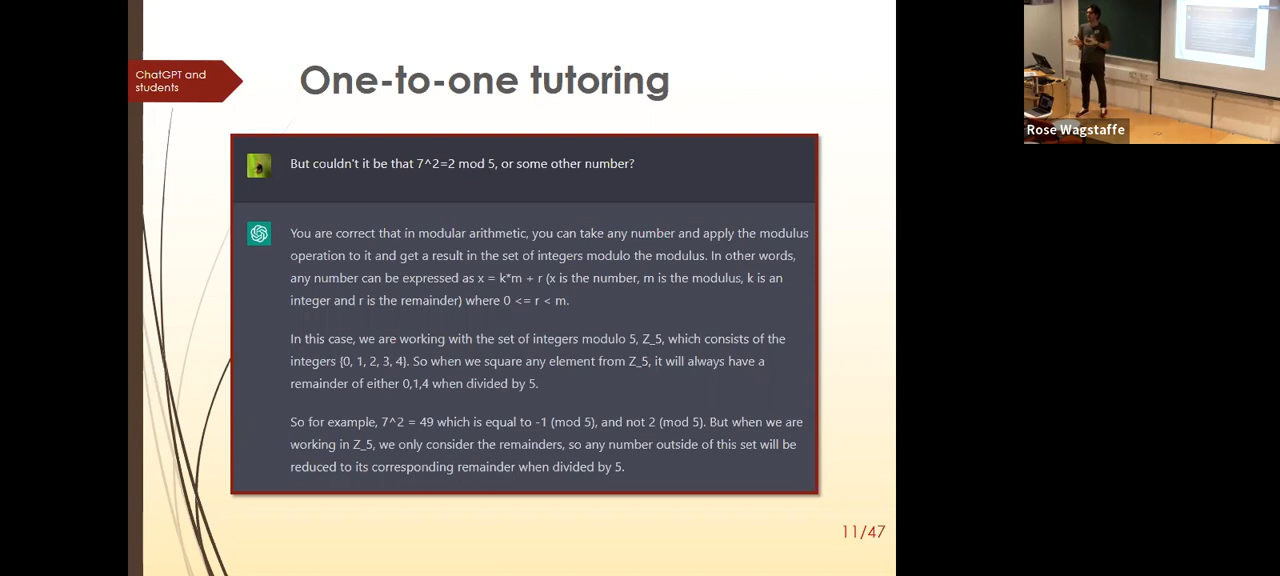 ChatGPT and
students
One-to-one tutoring
But couldn't it be that 7^2=2 mod 5, or some other number?
You are correct that in modular arithmetic, you can take any number and apply the modulus
operation to it and get a result in the set of integers modulo the modulus. In other words,
any number can be expressed as x = k*m + r (x is the number, m is the modulus, k is an
integer and r is the remainder) where 0 <= r < m.
In this case, we are working with the set of integers modulo 5, Z_5, which consists of the
integers {0, 1, 2, 3, 4}. So when we square any element from Z_5, it will always have a
remainder of either 0,1,4 when divided by 5.
So for example, 7^2 = 49 which is equal to -1 (mod 5), and not 2 (mod 5). But when we are
working in Z_5, we only consider the remainders, so any number outside of this set will be
reduced to its corresponding remainder when divided by 5.
11/47
Rose Wagstaffe